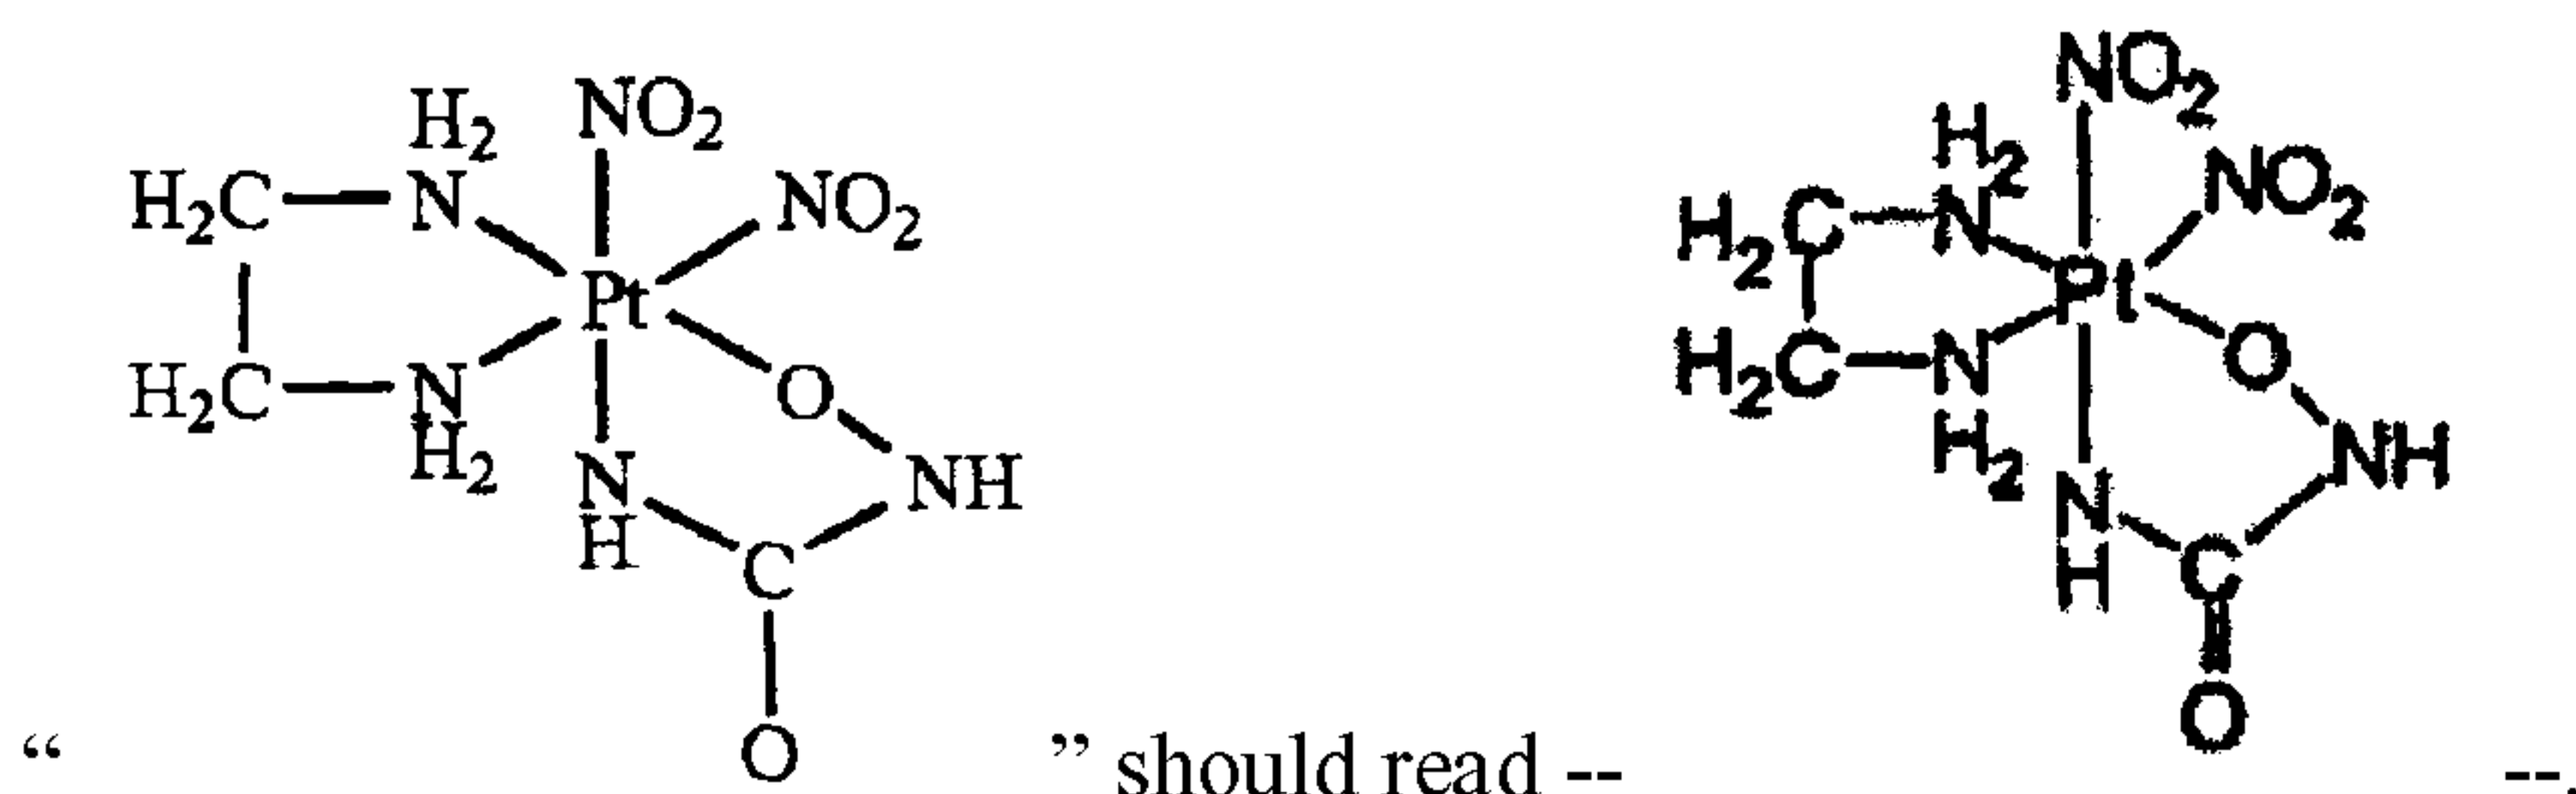 H₂ NO₂
H₂C N NO₂
Pt
H₂C N O
H₂
N NH
H
C
“ O ” should read --
NO₂
H₂ NO₂
H₂C N
Pt
H₂C N O
H₂ NH
N
H C
O --.